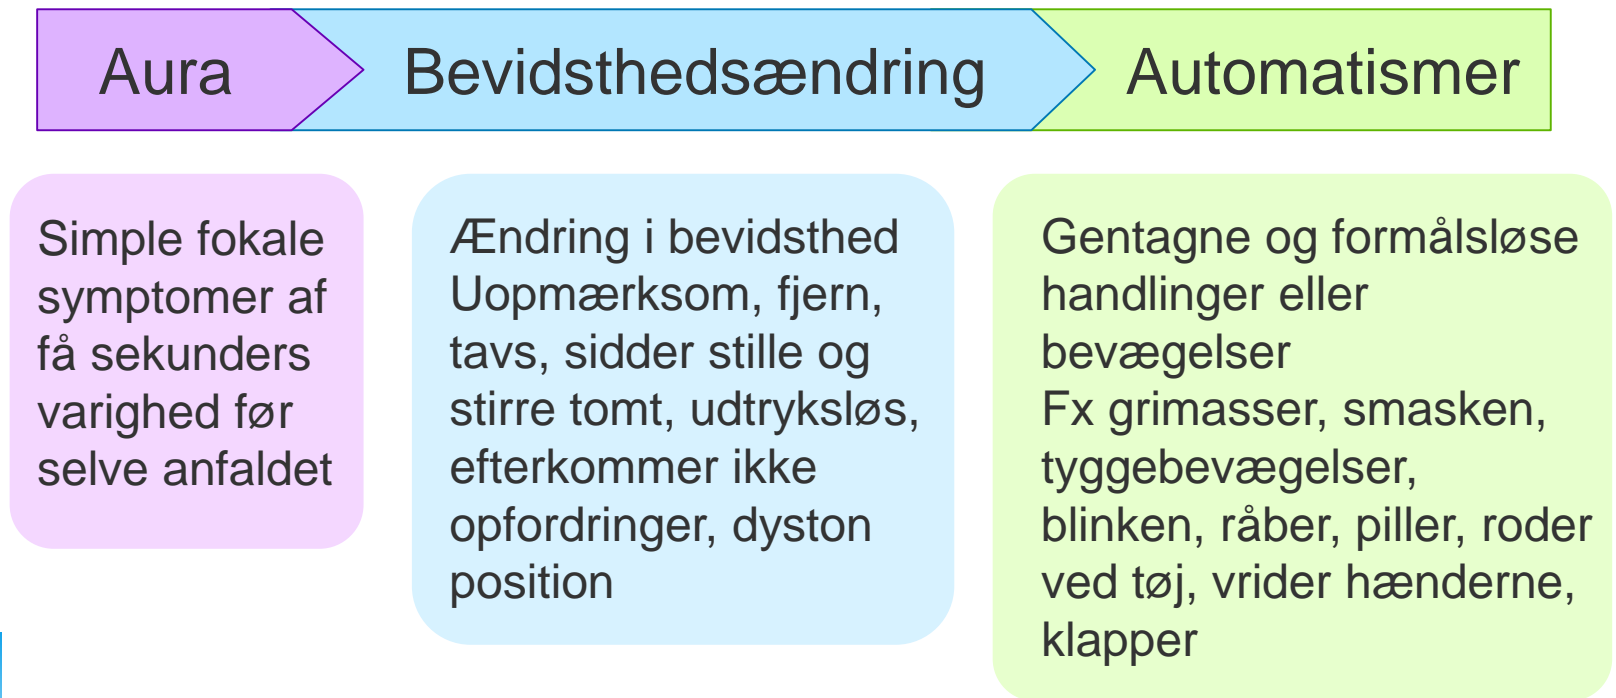 Aura
Bevidsthedsændring
Automatismer
Simple fokale
symptomer af
få sekunders
varighed før
selve anfaldet
Ændring i bevidsthed
Uopmærksom, fjern,
tavs, sidder stille og
stirre tomt, udtryksløs,
efterkommer ikke
opfordringer, dyston
position
Gentagne og formålsløse
handlinger eller
bevægelser
Fx grimasser, smasken,
tyggebevægelser,
blinken, råber, piller, roder
ved tøj, vrider hænderne,
klapper